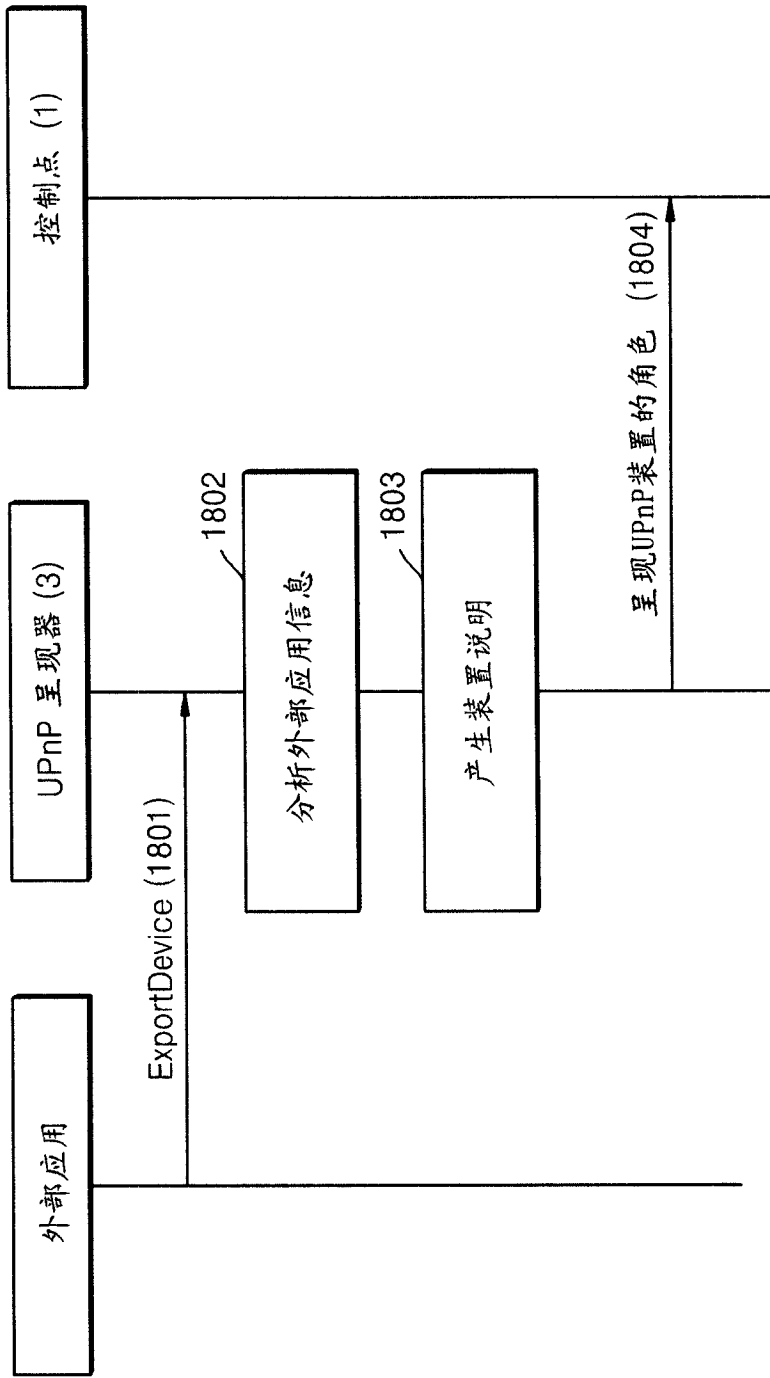 外部应用
UPnP 呈现器 (3)
控制点 (1)
ExportDevice (1801)
1802
分析外部应用信息
1803
产生装置说明
呈现UPnP装置的角色 (1804)